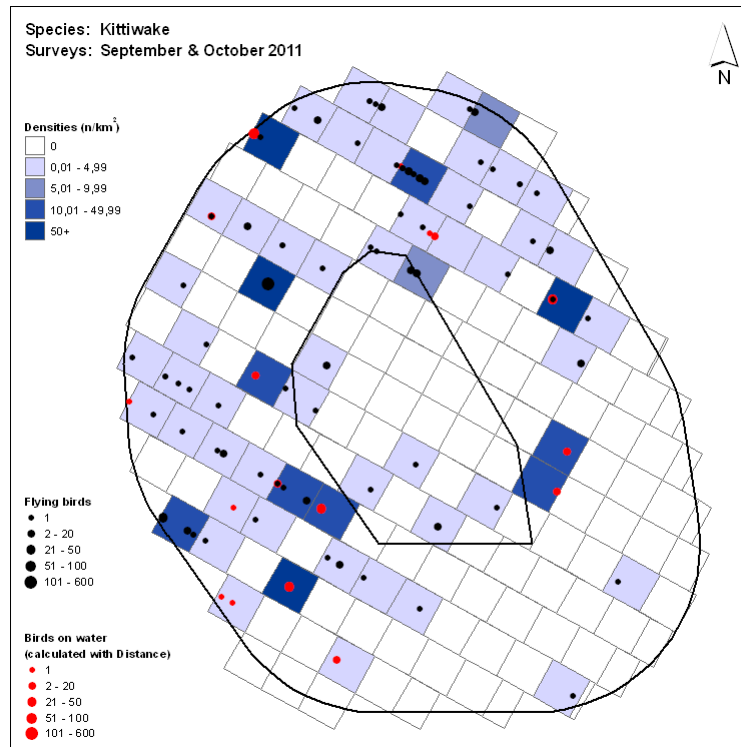 Species: Kittiwake
Surveys: September & October 2011
N
Densities (n/km²)
0
0,01 - 4,99
5,01 - 9,99
10,01 - 49,99
50+
Flying birds
1
2 - 20
21 - 50
51 - 100
101 - 600
Birds on water
(calculated with Distance)
1
2 - 20
21 - 50
51 - 100
101 - 600